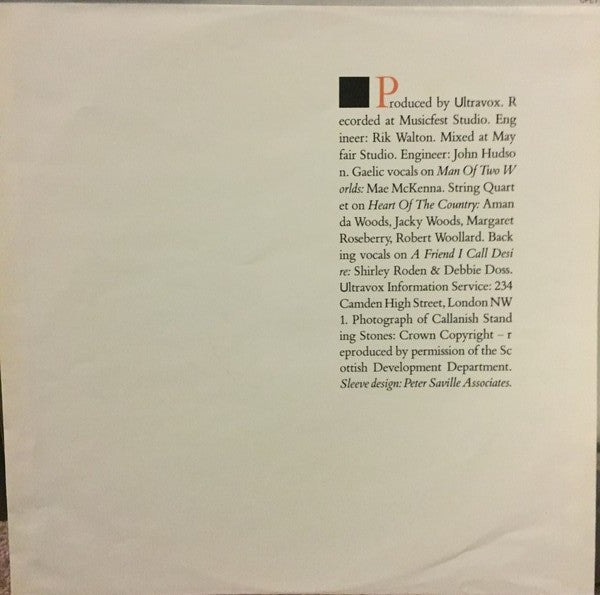 Produced by Ultravox. R
ecorded at Musicfest Studio. Eng
ineer: Rik Walton. Mixed at May
fair Studio. Engineer: John Hudso
n. Gaelic vocals on Man Of Two W
orlds: Mae McKenna. String Quart
et on Heart Of The Country: Aman
da Woods, Jacky Woods, Margaret
Roseberry, Robert Woollard. Back
ing vocals on A Friend I Call Desi
re: Shirley Roden & Debbie Doss.
Ultravox Information Service: 234
Camden High Street, London NW
1. Photograph of Callanish Stand
ing Stones: Crown Copyright – r
eproduced by permission of the Sc
ottish Development Department.
Sleeve design: Peter Saville Associates.